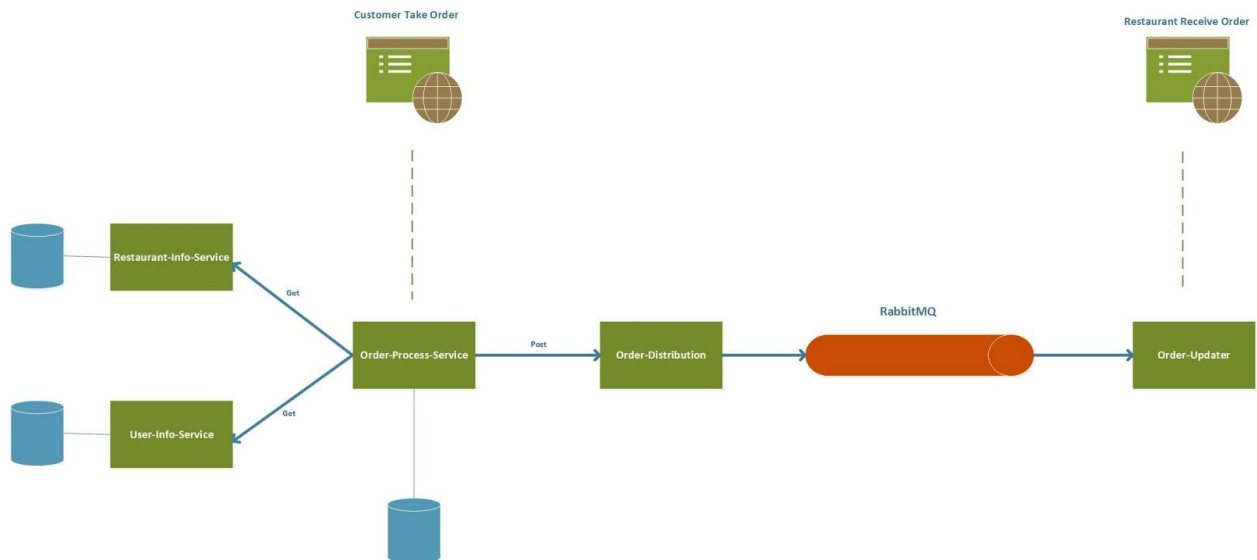 Customer Take Order
Restaurant Receive Order
Restaurant-Info-Service
Get
RabbitMQ
Order-Process-Service
Post
Order-Distribution
Order-Updater
Get
User-Info-Service